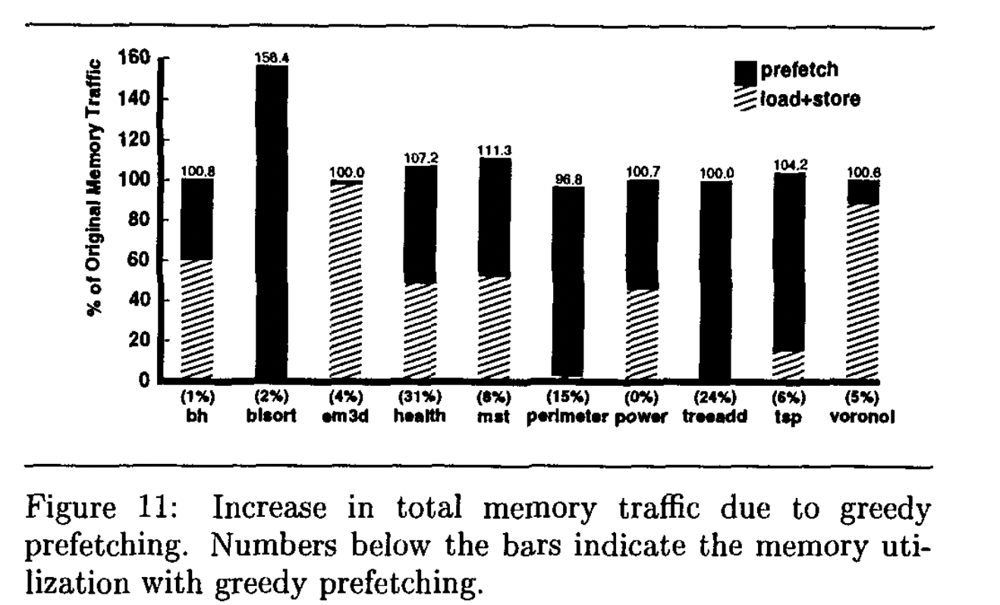 % of Original Memory Traffic
160
140
120
100
80
60
40
20
0
prefetch
load+store
100.8
156.4
100.0
107.2
111.3
96.8
100.7
100.0
104.2
100.6
(1%) (2%) (4%) (31%) (8%) (15%) (0%) (24%) (6%) (5%)
bh bisort em3d health mst perimeter power treeadd tsp voronoi
Figure 11: Increase in total memory traffic due to greedy
prefetching. Numbers below the bars indicate the memory uti-
lization with greedy prefetching.